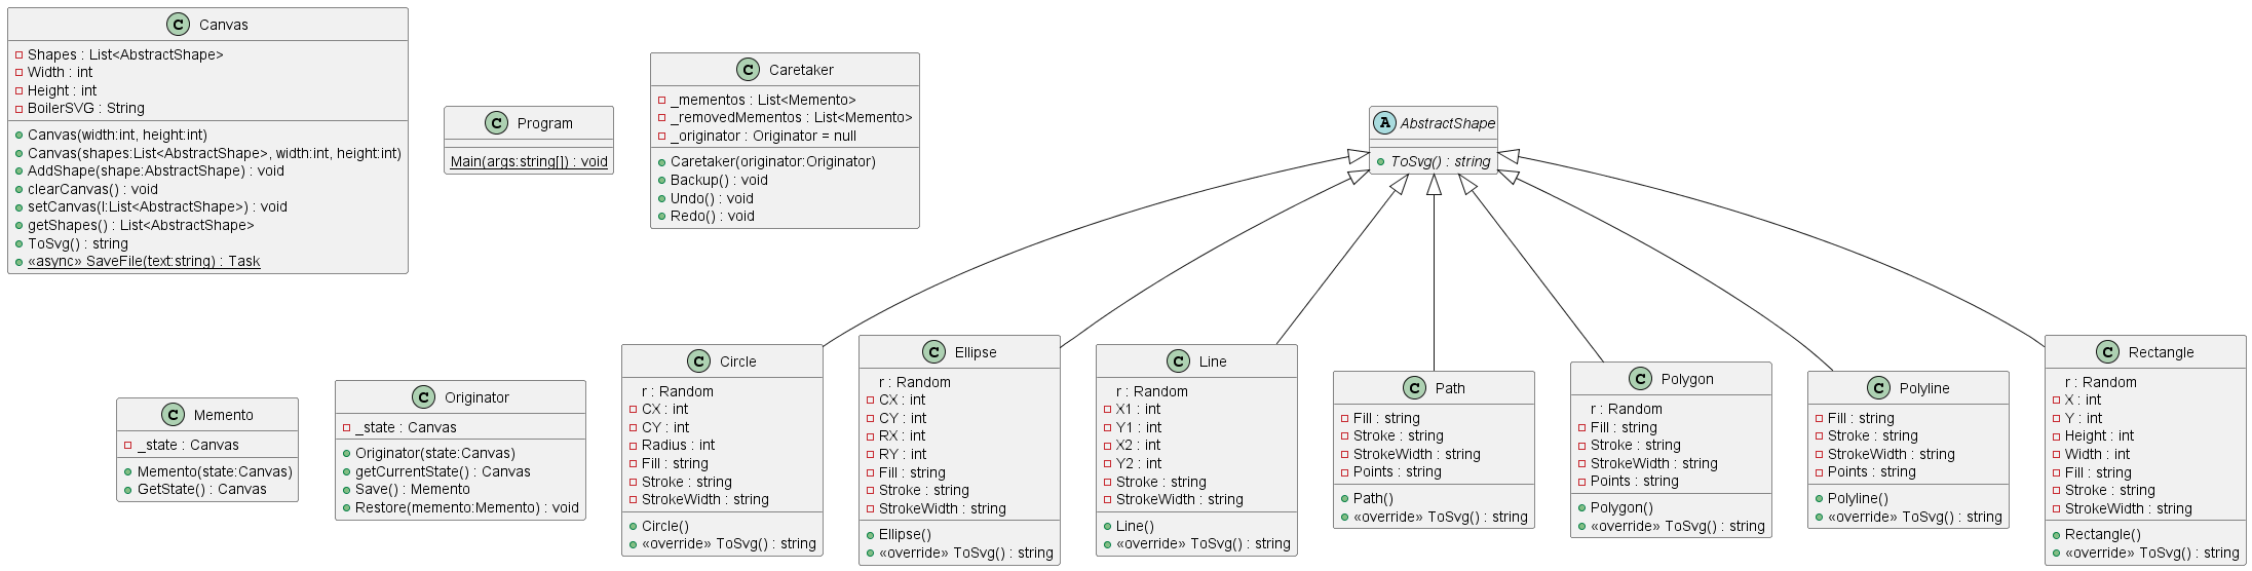 C Canvas
Shapes : List<AbstractShape>
Width : int
Height : int
BoilerSVG : String
Canvas(width:int, height:int)
Canvas(shapes:List<AbstractShape>, width:int, height:int)
AddShape(shape:AbstractShape) : void
clearCanvas() : void
setCanvas(l:List<AbstractShape>) : void
getShapes() : List<AbstractShape>
ToSvg() : string
«async» SaveFile(text:string) : Task
C Program
Main(args:string[]) : void
C Caretaker
_mementos : List<Memento>
_removedMementos : List<Memento>
_originator : Originator = null
Caretaker(originator:Originator)
Backup() : void
Undo() : void
Redo() : void
A AbstractShape
ToSvg() : string
C Memento
_state : Canvas
Memento(state:Canvas)
GetState() : Canvas
C Originator
_state : Canvas
Originator(state:Canvas)
getCurrentState() : Canvas
Save() : Memento
Restore(memento:Memento) : void
C Circle
r : Random
CX : int
CY : int
Radius : int
Fill : string
Stroke : string
StrokeWidth : string
Circle()
«override» ToSvg() : string
C Ellipse
r : Random
CX : int
CY : int
RX : int
RY : int
Fill : string
Stroke : string
StrokeWidth : string
Ellipse()
«override» ToSvg() : string
C Line
r : Random
X1 : int
Y1 : int
X2 : int
Y2 : int
Stroke : string
StrokeWidth : string
Line()
«override» ToSvg() : string
C Path
Fill : string
Stroke : string
StrokeWidth : string
Points : string
Path()
«override» ToSvg() : string
C Polygon
r : Random
Fill : string
Stroke : string
StrokeWidth : string
Points : string
Polygon()
«override» ToSvg() : string
C Polyline
Fill : string
Stroke : string
StrokeWidth : string
Points : string
Polyline()
«override» ToSvg() : string
C Rectangle
r : Random
X : int
Y : int
Height : int
Width : int
Fill : string
Stroke : string
StrokeWidth : string
Rectangle()
«override» ToSvg() : string